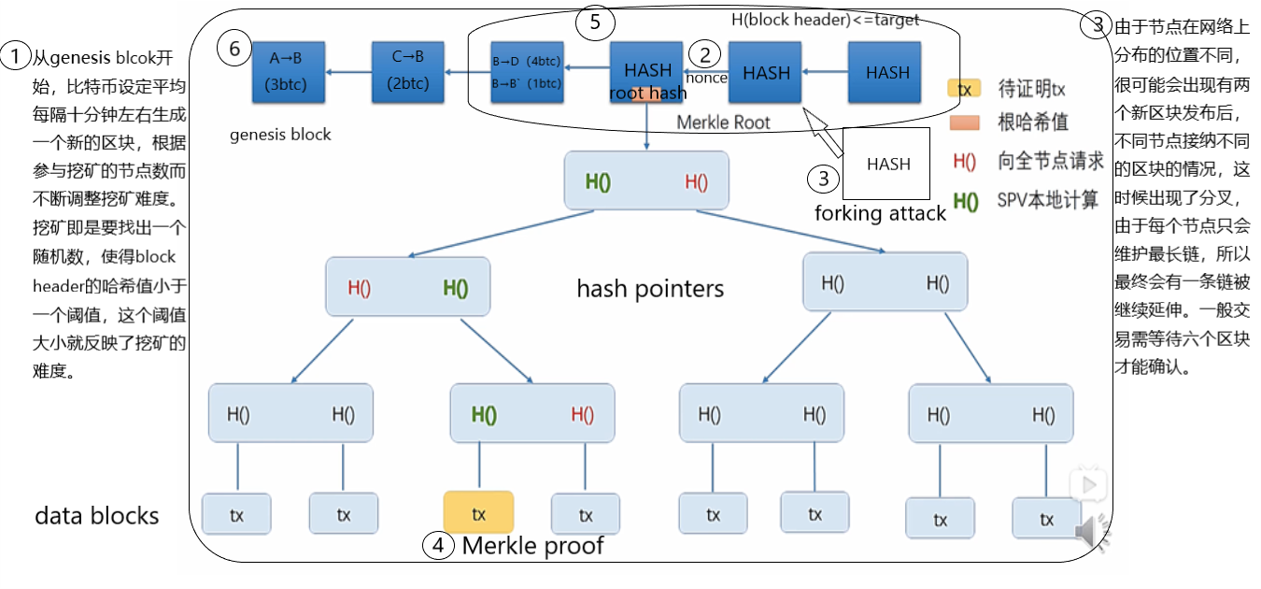 ①
从genesis blcok开
始，比特币设定平均
每隔十分钟左右生成
一个新的区块，根据
参与挖矿的节点数而
不断调整挖矿难度。
挖矿即是要找出一个
随机数，使得block
header的哈希值小于
一个阈值，这个阈值
大小就反映了挖矿的
难度。
⑥
A→B
(3btc)
C→B
(2btc)
genesis block
⑤
H(block header)<=target
B→D (4btc)
B→B` (1btc)
HASH
root hash
②
nonce
HASH
HASH
Merkle Root
③
HASH
forking attack
tx 待证明tx
根哈希值
H() 向全节点请求
H() SPV本地计算
③
由于节点在网络上
分布的位置不同，
很可能会出现有两
个新区块发布后，
不同节点接纳不同
的区块的情况，这
时候出现了分叉，
由于每个节点只会
维护最长链，所以
最终会有一条链被
继续延伸。一般交
易需等待六个区块
才能确认。
H() H()
H() H()
hash pointers
H() H()
H() H()
H() H()
H() H()
H() H()
data blocks
tx tx tx tx tx tx tx tx
④ Merkle proof